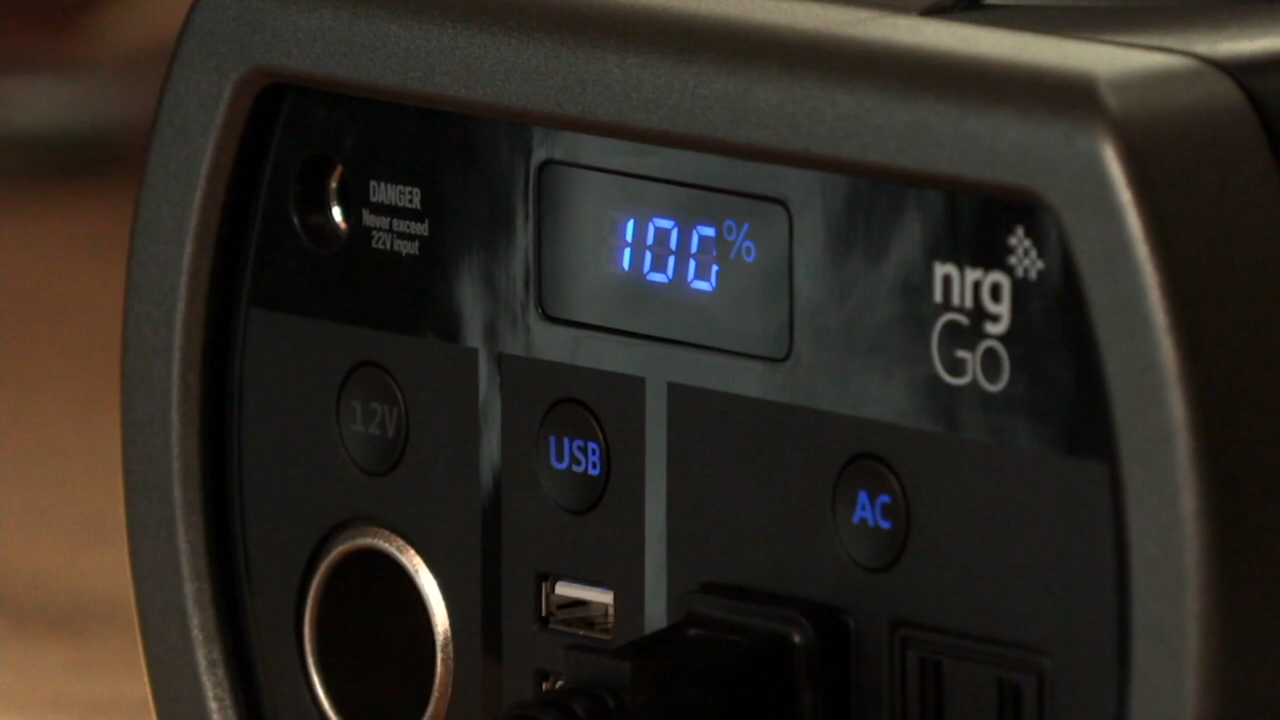 DANGER
Never exceed
22V input
100%
nrg
Go
12V
USB
AC